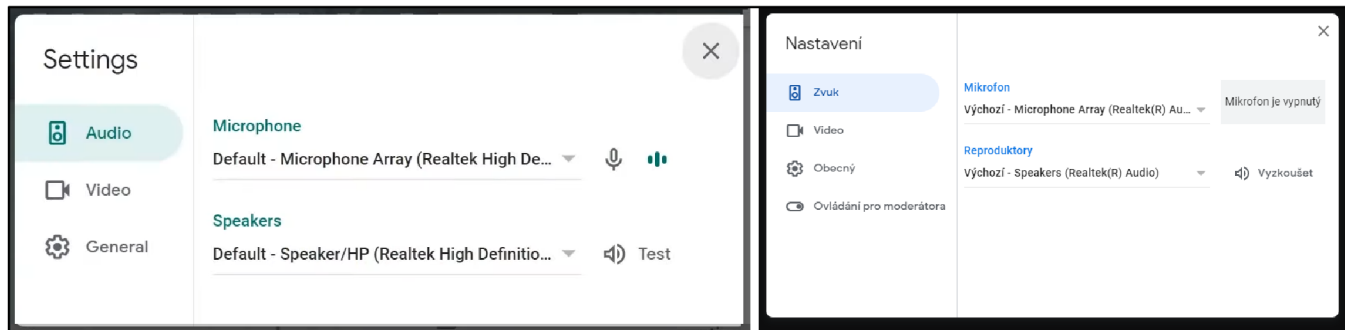 Settings
Audio
Video
General
Microphone
Default - Microphone Array (Realtek High De...
Speakers
Default - Speaker/HP (Realtek High Definitio...
Test
Nastavení
Zvuk
Video
Obecný
Ovládání pro moderátora
Mikrofon
Výchozí - Microphone Array (Realtek(R) Au...
Mikrofon je vypnutý
Reproduktory
Výchozí - Speakers (Realtek(R) Audio)
Vyzkoušet